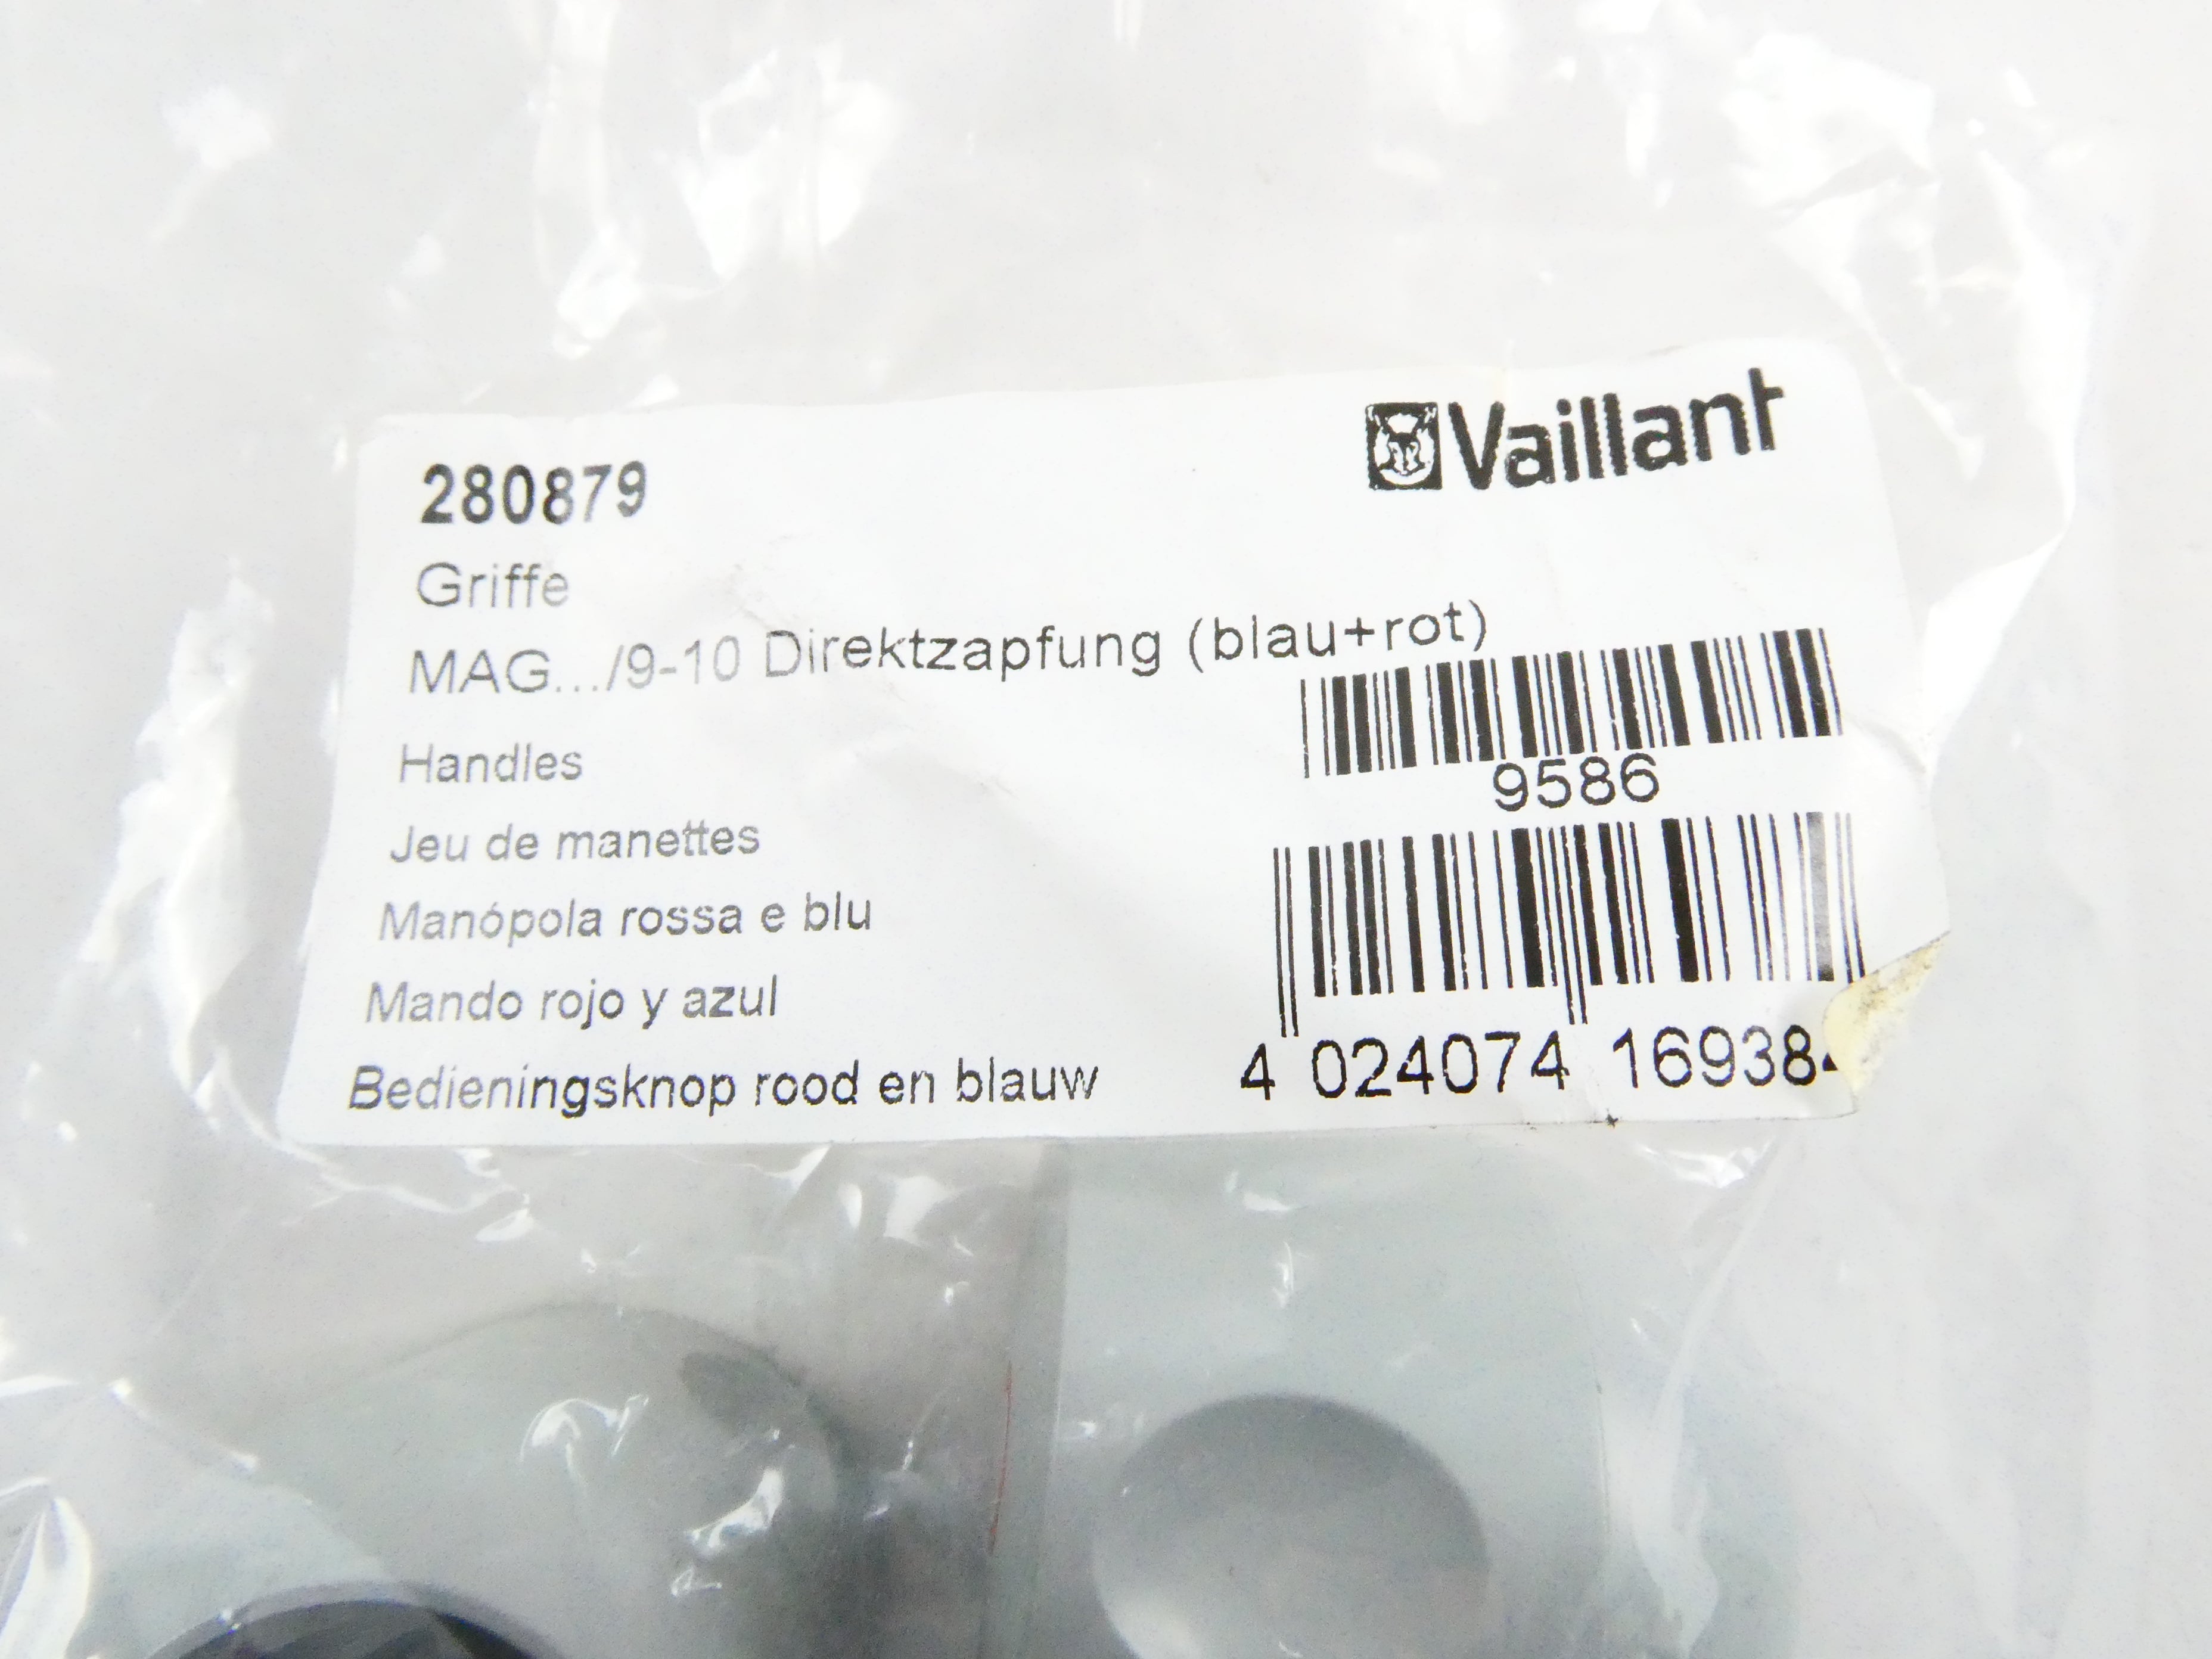 280879
Vaillant
Griffe
MAG.../9-10 Direktzapfung (blau+rot)
Handles
9586
Jeu de manettes
Manópola rossa e blu
Mando rojo y azul
Bedieningsknop rood en blauw
4 024074 16938